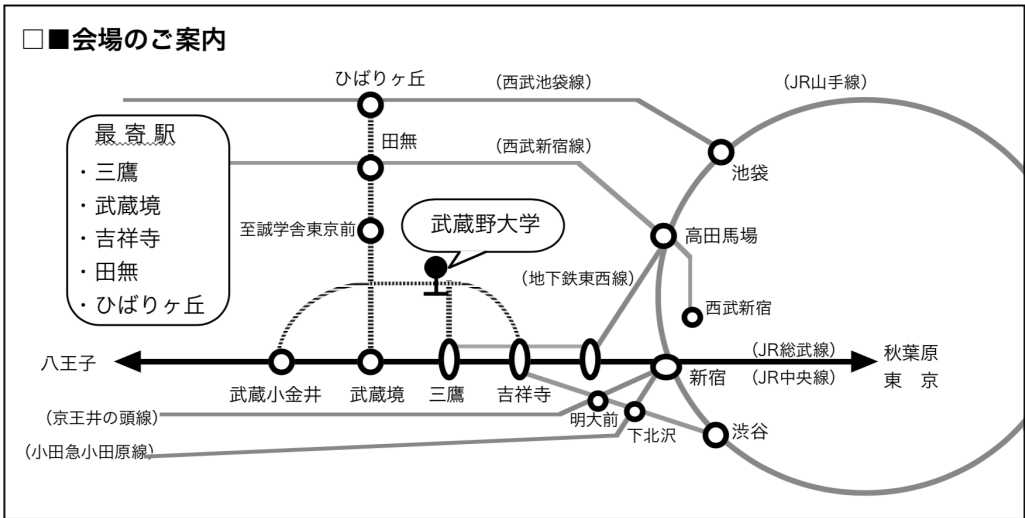 □■会場のご案内
ひばりヶ丘
(西武池袋線)
(JR山手線)
最寄駅
・三鷹
・武蔵境
・吉祥寺
・田無
・ひばりヶ丘
田無
(西武新宿線)
池袋
至誠学舎東京前
武蔵野大学
高田馬場
(地下鉄東西線)
西武新宿
八王子
(JR総武線)
秋葉原
新宿
(JR中央線)
東 京
武蔵小金井
武蔵境
三鷹
吉祥寺
(京王井の頭線)
明大前
下北沢
渋谷
(小田急小田原線)